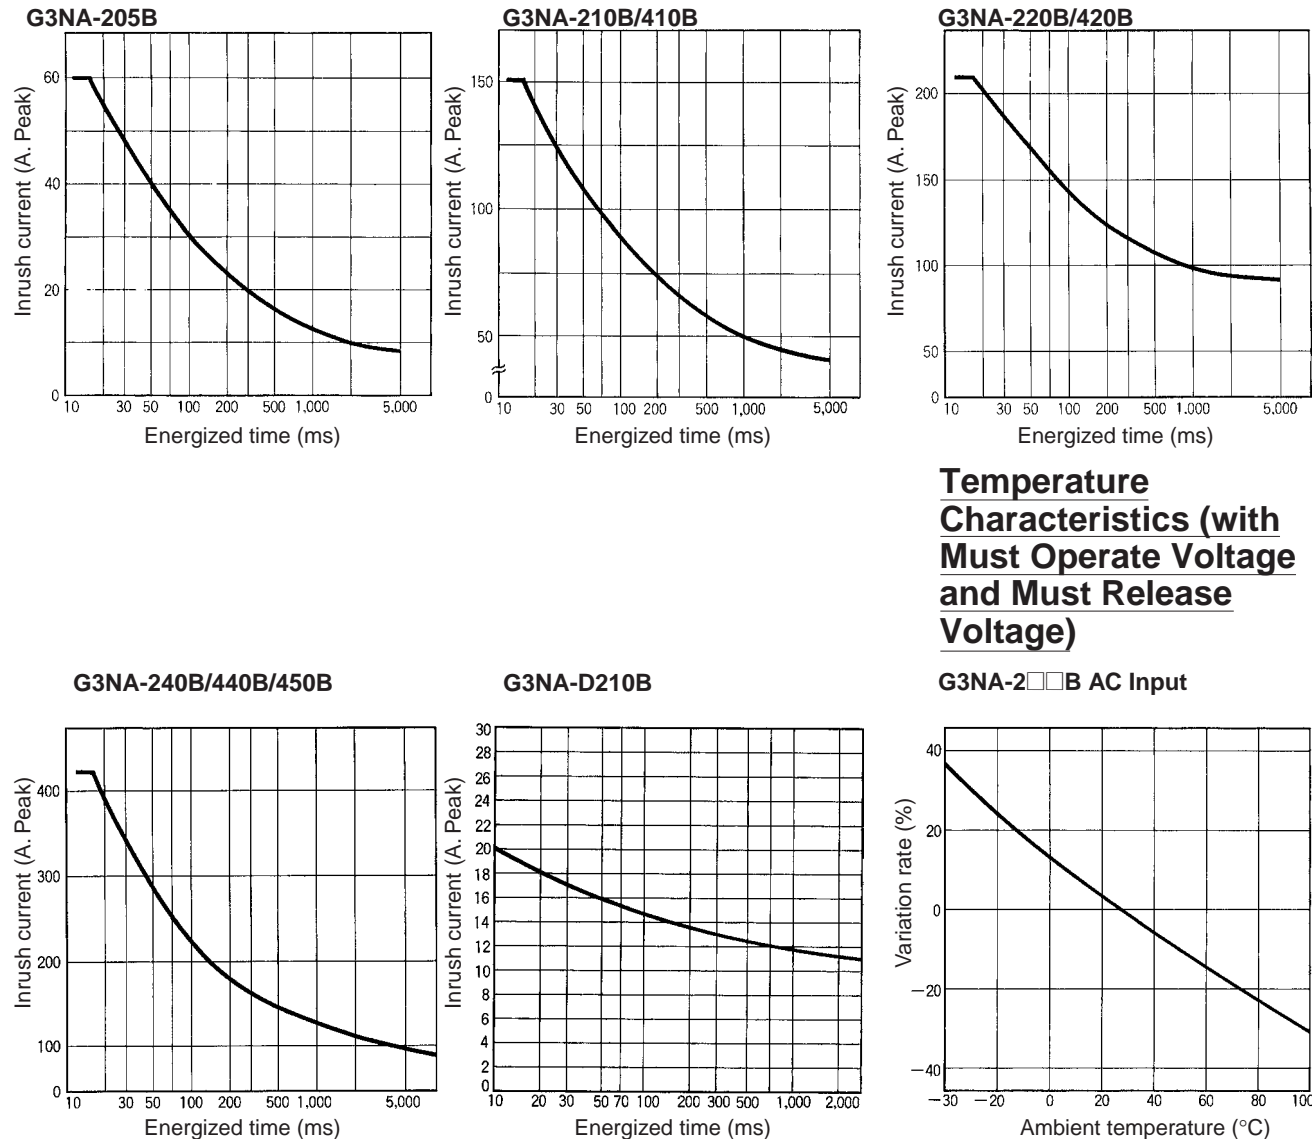 G3NA-205B
Inrush current (A. Peak)
60
40
20
0
10 30 50 100 200 500 1,000 5,000
Energized time (ms)
G3NA-210B/410B
Inrush current (A. Peak)
150
100
50
0
10 30 50 100 200 500 1,000 5,000
Energized time (ms)
G3NA-220B/420B
Inrush current (A. Peak)
200
150
100
50
0
10 30 50 100 200 500 1,000 5,000
Energized time (ms)
Temperature
Characteristics (with
Must Operate Voltage
and Must Release
Voltage)
G3NA-240B/440B/450B
Inrush current (A. Peak)
400
300
200
100
0
10 30 50 100 200 500 1,000 5,000
Energized time (ms)
G3NA-D210B
Inrush current (A. Peak)
30
28
26
24
22
20
18
16
14
12
10
8
6
4
2
0
10 20 30 50 70 100 200 300 500 1,000 2,000
Energized time (ms)
G3NA-2□□B AC Input
Variation rate (%)
40
20
0
−20
−40
−30 −20 0 20 40 60 80 100
Ambient temperature (°C)